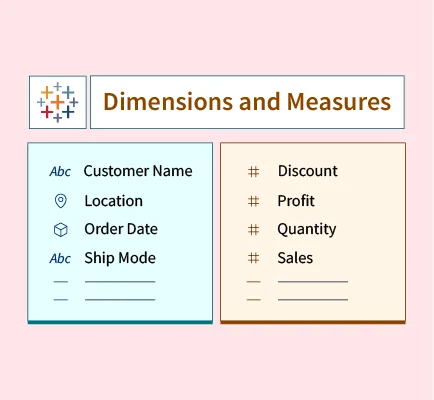 Dimensions and Measures
Abc Customer Name
Location
Order Date
Abc Ship Mode
# Discount
# Profit
# Quantity
# Sales